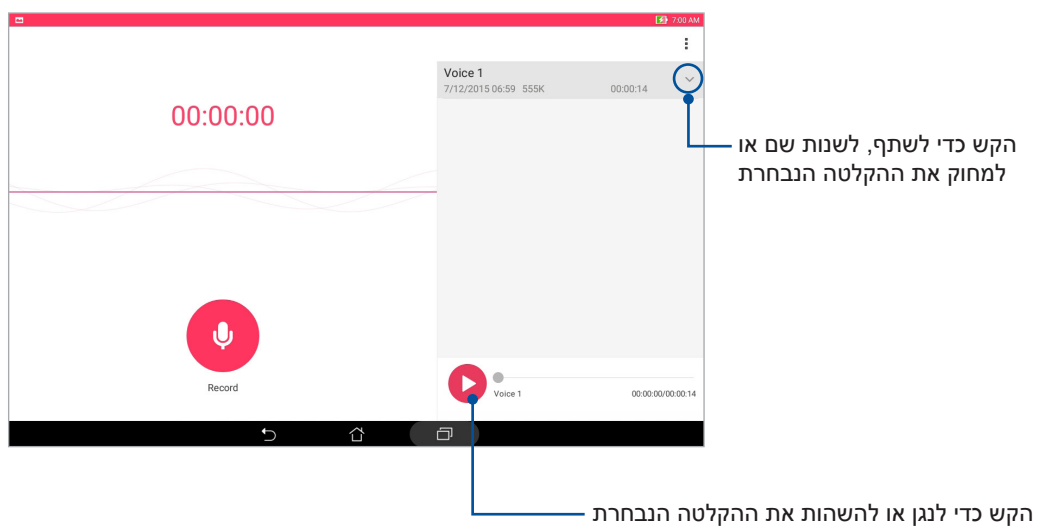 7:00 AM
Voice 1
7/12/2015 06:59 555K 00:00:14
00:00:00
הקש כדי לשתף, לשנות שם או
למחוק את ההקלטה הנבחרת
Record
Voice 1 00:00:00/00:00:14
הקש כדי לנגן או להשהות את ההקלטה הנבחרת